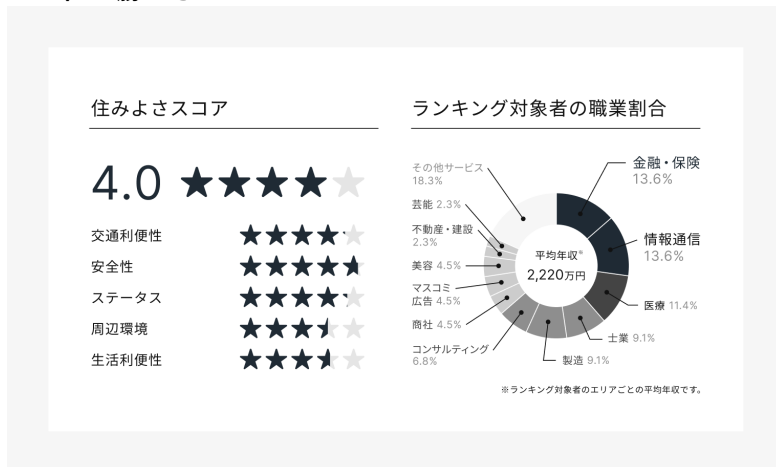 住みよさスコア
4.0
交通利便性
安全性
ステータス
周辺環境
生活利便性
ランキング対象者の職業割合
その他サービス
18.3%
芸能 2.3%
不動産・建設
2.3%
美容 4.5%
マスコミ
広告 4.5%
商社 4.5%
コンサルティング
6.8%
金融・保険
13.6%
情報通信
13.6%
医療 11.4%
士業 9.1%
製造 9.1%
平均年収※
2,220万円
※ランキング対象者のエリアごとの平均年収です。